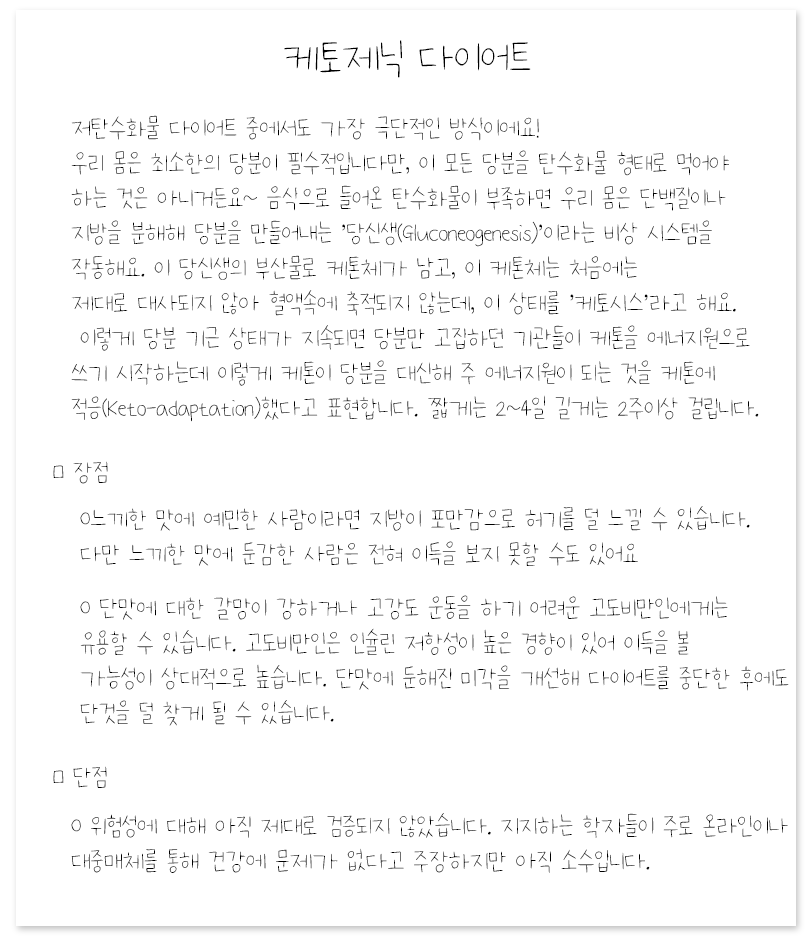 케토제닉 다이어트
저탄수화물 다이어트 중에서도 가장 극단적인 방식이에요!
우리 몸은 최소한의 당분이 필수적입니다만, 이 모든 당분을 탄수화물 형태로 먹어야
하는 것은 아니거든요~ 음식으로 들어온 탄수화물이 부족하면 우리 몸은 단백질이나
지방을 분해해 당분을 만들어내는 '당신생(Gluconeogenesis)'이라는 비상 시스템을
작동해요. 이 당신생의 부산물로 케톤체가 남고, 이 케톤체는 처음에는
제대로 대사되지 않아 혈액속에 축적되지 않는데, 이 상태를 '케토시스'라고 해요.
이렇게 당분 기근 상태가 지속되면 당분만 고집하던 기관들이 케톤을 에너지원으로
쓰기 시작하는데 이렇게 케톤이 당분을 대신해 주 에너지원이 되는 것을 케톤에
적응(Keto-adaptation)했다고 표현합니다. 짧게는 2~4일 길게는 2주이상 걸립니다.
□ 장점
○느끼한 맛에 예민한 사람이라면 지방이 포만감으로 허기를 덜 느낄 수 있습니다.
다만 느끼한 맛에 둔감한 사람은 전혀 이득을 보지 못할 수도 있어요
○ 단맛에 대한 갈망이 강하거나 고강도 운동을 하기 어려운 고도비만인에게는
유용할 수 있습니다. 고도비만인은 인슐린 저항성이 높은 경향이 있어 이득을 볼
가능성이 상대적으로 높습니다. 단맛에 둔해진 미각을 개선해 다이어트를 중단한 후에도
단것을 덜 찾게 될 수 있습니다.
□ 단점
○ 위험성에 대해 아직 제대로 검증되지 않았습니다. 지지하는 학자들이 주로 온라인이나
대중매체를 통해 건강에 문제가 없다고 주장하지만 아직 소수입니다.